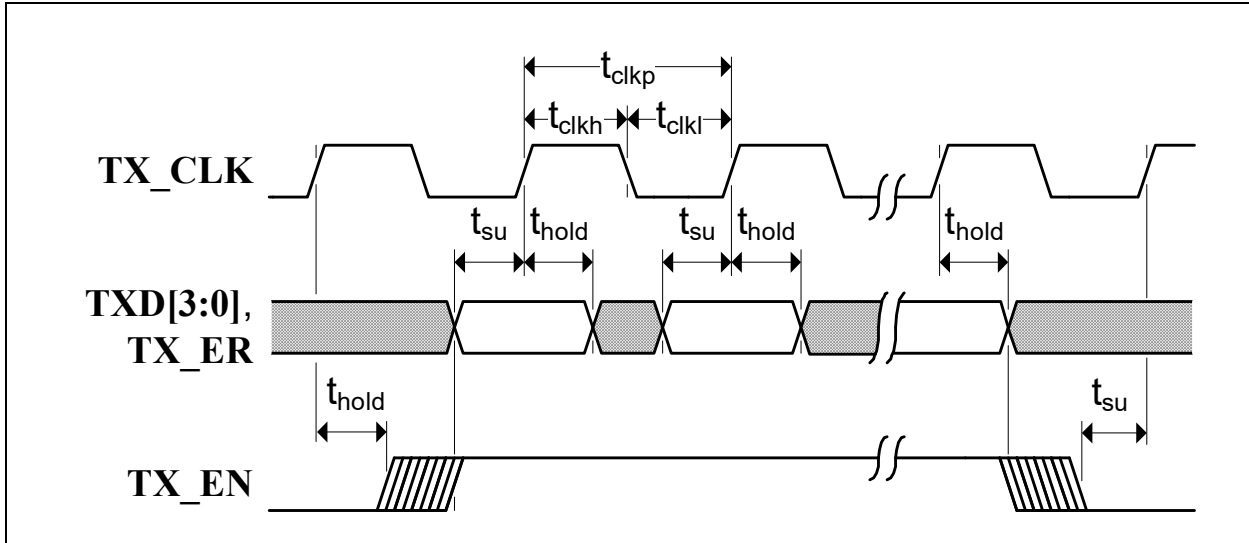 tclkp
tclkh tclkl
TX_CLK
tsu thold tsu thold thold
TXD[3:0],
TX_ER
thold tsu
TX_EN